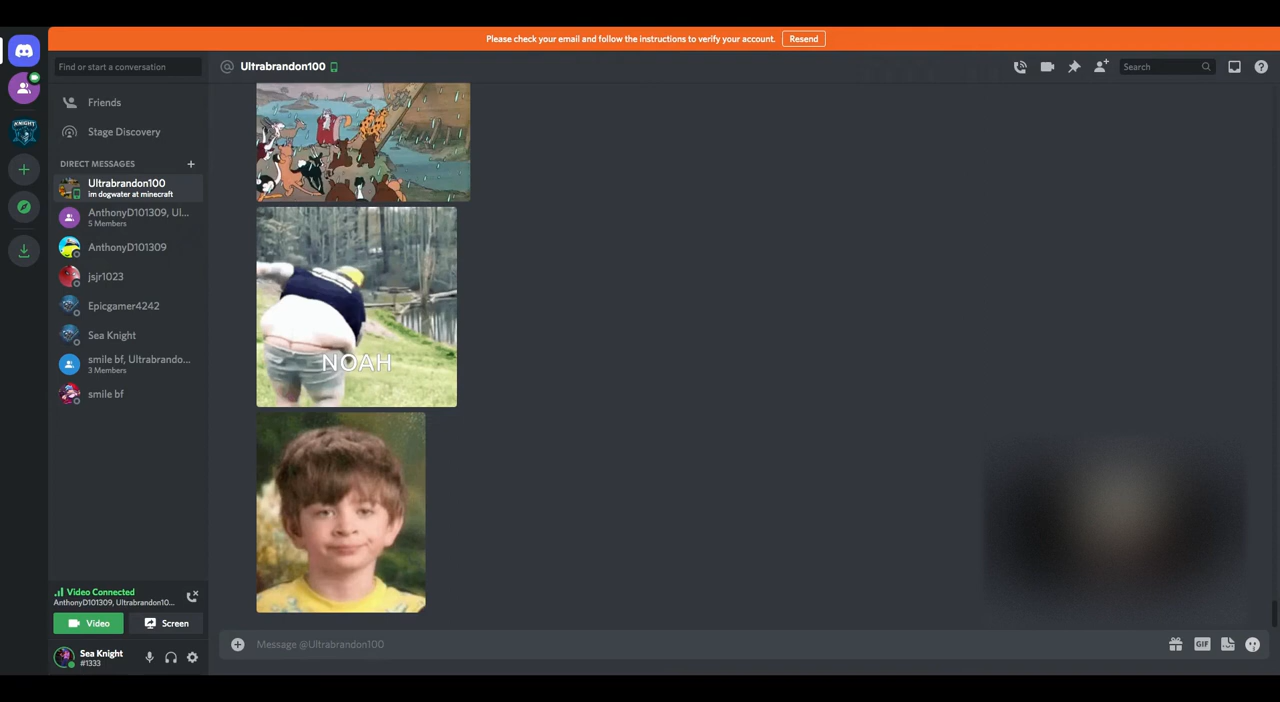 Please check your email and follow the instructions to verify your account. Resend
Find or start a conversation
@ Ultrabrandon100
Search
KNIGHT
Friends
Stage Discovery
DIRECT MESSAGES +
Ultrabrandon100
im dogwater at minecraft
AnthonyD101309, Ul...
5 Members
AnthonyD101309
jsjr1023
Epicgamer4242
Sea Knight
smile bf, Ultrabrando...
3 Members
smile bf
NOAH
Video Connected
AnthonyD101309, Ultrabrandon10...
Video Screen
Sea Knight
#1333
Message @Ultrabrandon100
GIF